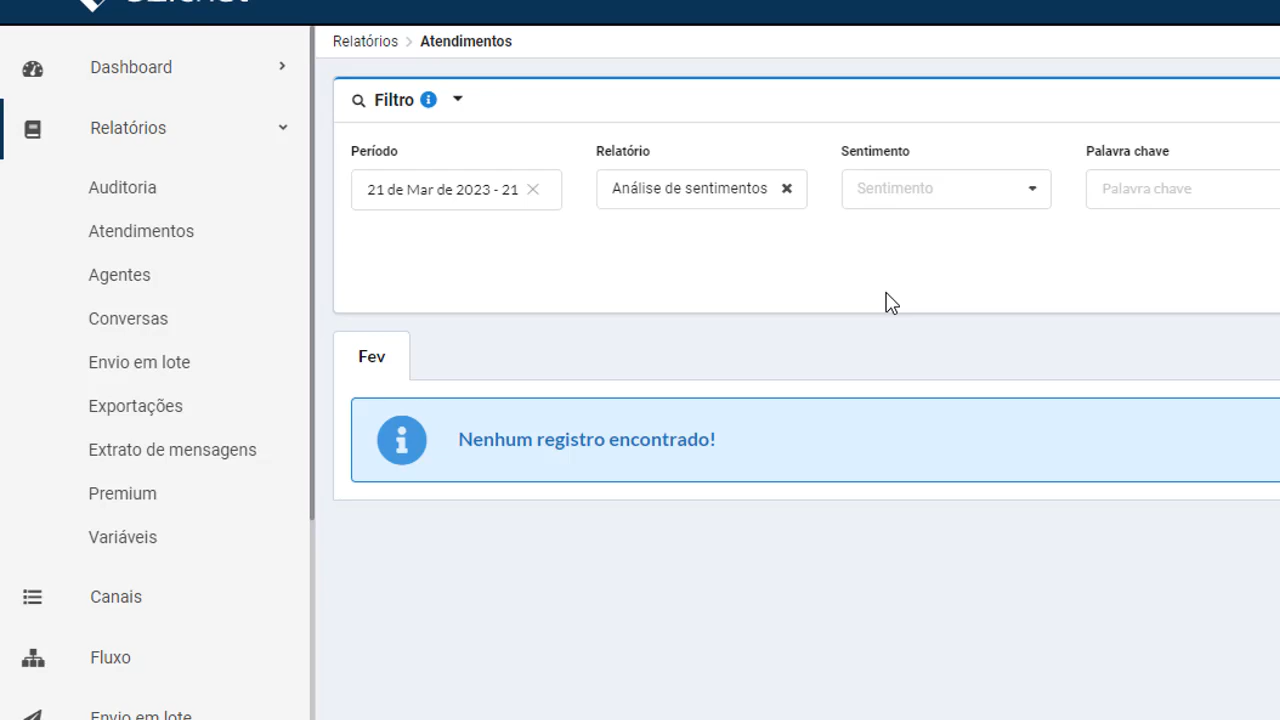 Relatórios > Atendimentos
Dashboard
Relatórios
Auditoria
Atendimentos
Agentes
Conversas
Envio em lote
Exportações
Extrato de mensagens
Premium
Variáveis
Canais
Fluxo
Envio em lote
Filtro
Período
Relatório
Sentimento
Palavra chave
21 de Mar de 2023 - 21
Análise de sentimentos
Sentimento
Palavra chave
Fev
Nenhum registro encontrado!